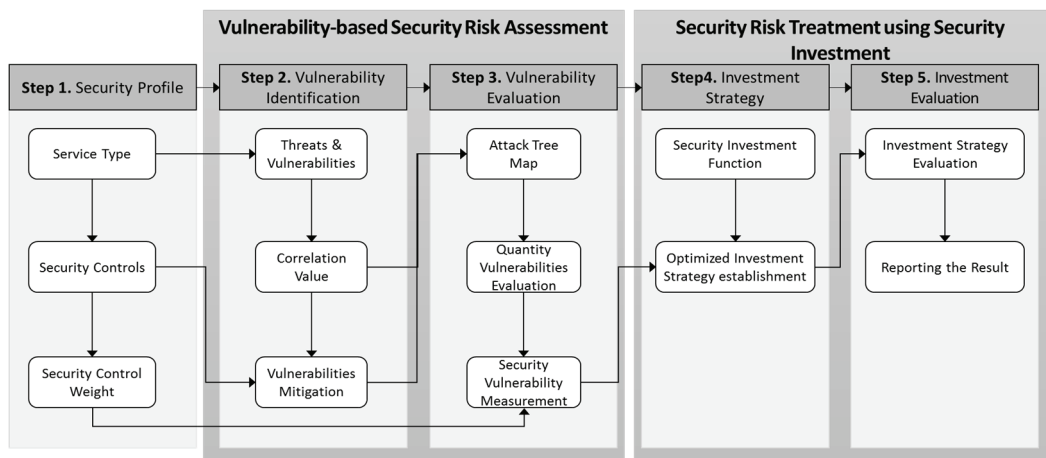 Vulnerability-based Security Risk Assessment
Security Risk Treatment using Security
Investment
Step 1. Security Profile
Step 2. Vulnerability
Identification
Step 3. Vulnerability
Evaluation
Step4. Investment
Strategy
Step 5. Investment
Evaluation
Service Type
Security Controls
Security Control
Weight
Threats &
Vulnerabilities
Correlation
Value
Vulnerabilities
Mitigation
Attack Tree
Map
Quantity
Vulnerabilities
Evaluation
Security
Vulnerability
Measurement
Security Investment
Function
Optimized Investment
Strategy establishment
Investment Strategy
Evaluation
Reporting the Result